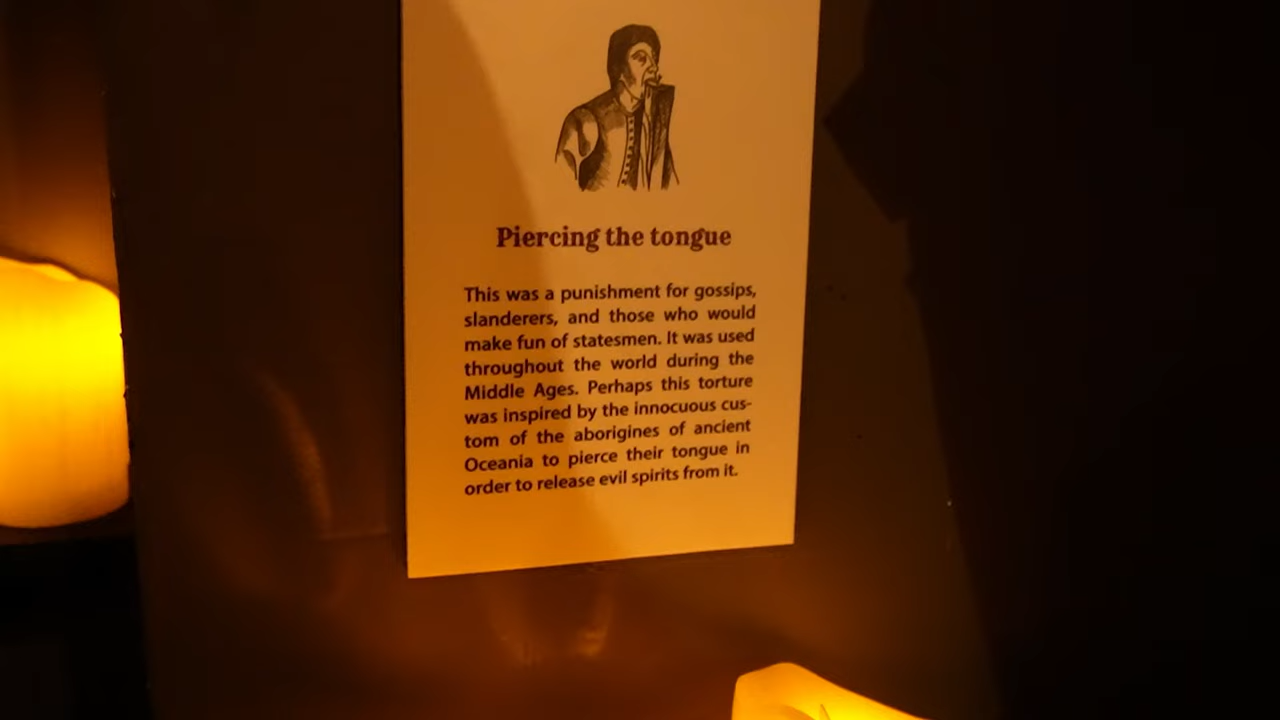 Piercing the tongue
This was a punishment for gossips,
slanderers, and those who would
make fun of statesmen. It was used
throughout the world during the
Middle Ages. Perhaps this torture
was inspired by the innocuous cus-
tom of the aborigines of ancient
Oceania to pierce their tongue in
order to release evil spirits from it.